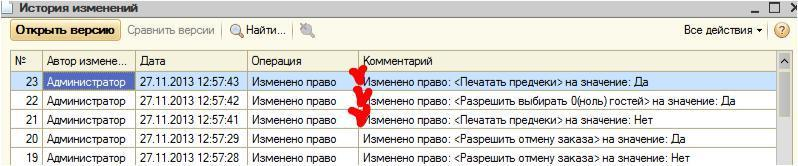 История изменений
Открыть версию Сравнить версии Найти... Все действия ?
№ Автор измене... Дата Операция Комментарий
23 Администратор 27.11.2013 12:57:43 Изменено право Изменено право: <Печатать предчеки> на значение: Да
22 Администратор 27.11.2013 12:57:42 Изменено право Изменено право: <Разрешить выбирать 0(ноль) гостей> на значение: Да
21 Администратор 27.11.2013 12:57:41 Изменено право Изменено право: <Печатать предчеки> на значение: Нет
20 Администратор 27.11.2013 12:57:29 Изменено право Изменено право: <Разрешить отмену заказа> на значение: Да
19 Администратор 27.11.2013 12:57:28 Изменено право Изменено право: <Разрешить отмену заказа> на значение: Нет